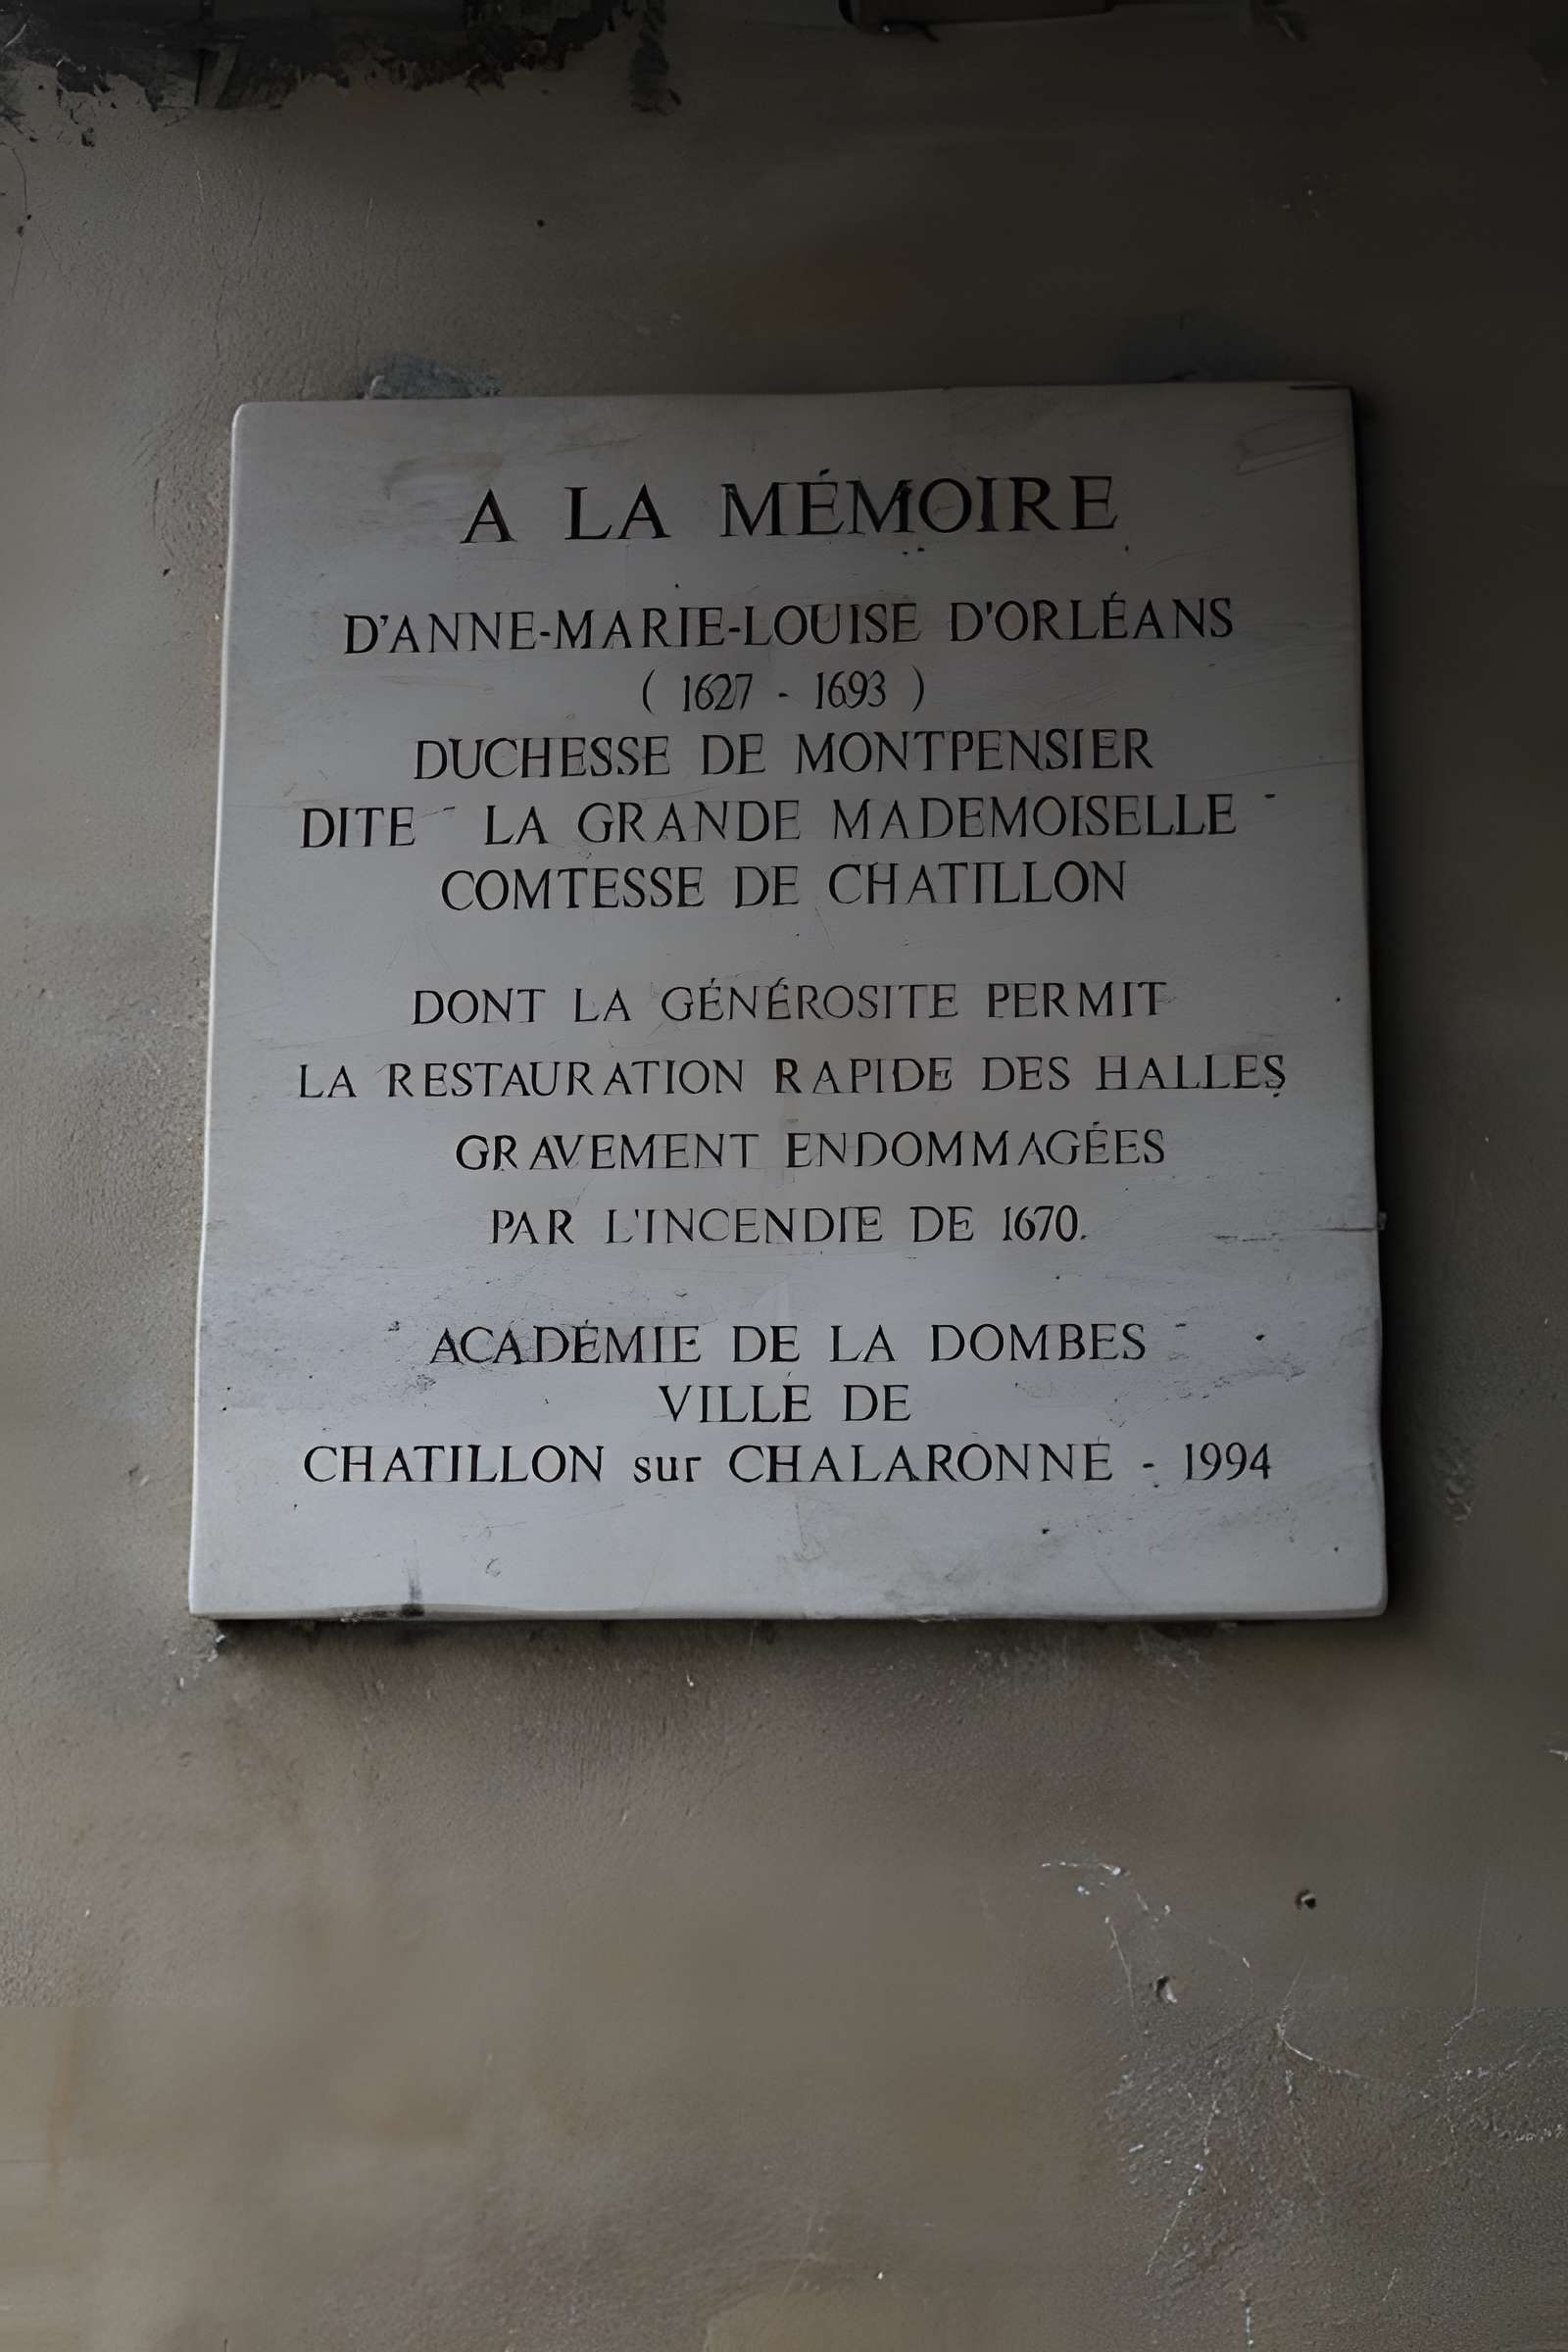 A LA MÉMOIRE
D'ANNE-MARIE-LOUISE D'ORLÉANS
( 1627 - 1693 )
DUCHESSE DE MONTPENSIER
DITE " LA GRANDE MADEMOISELLE "
COMTESSE DE CHATILLON
DONT LA GÉNÉROSITE PERMIT
LA RESTAURATION RAPIDE DES HALLES
GRAVEMENT ENDOMMAGÉES
PAR L'INCENDIE DE 1670.
" ACADÉMIE DE LA DOMBES "
VILLE DE
CHATILLON sur CHALARONNE - 1994